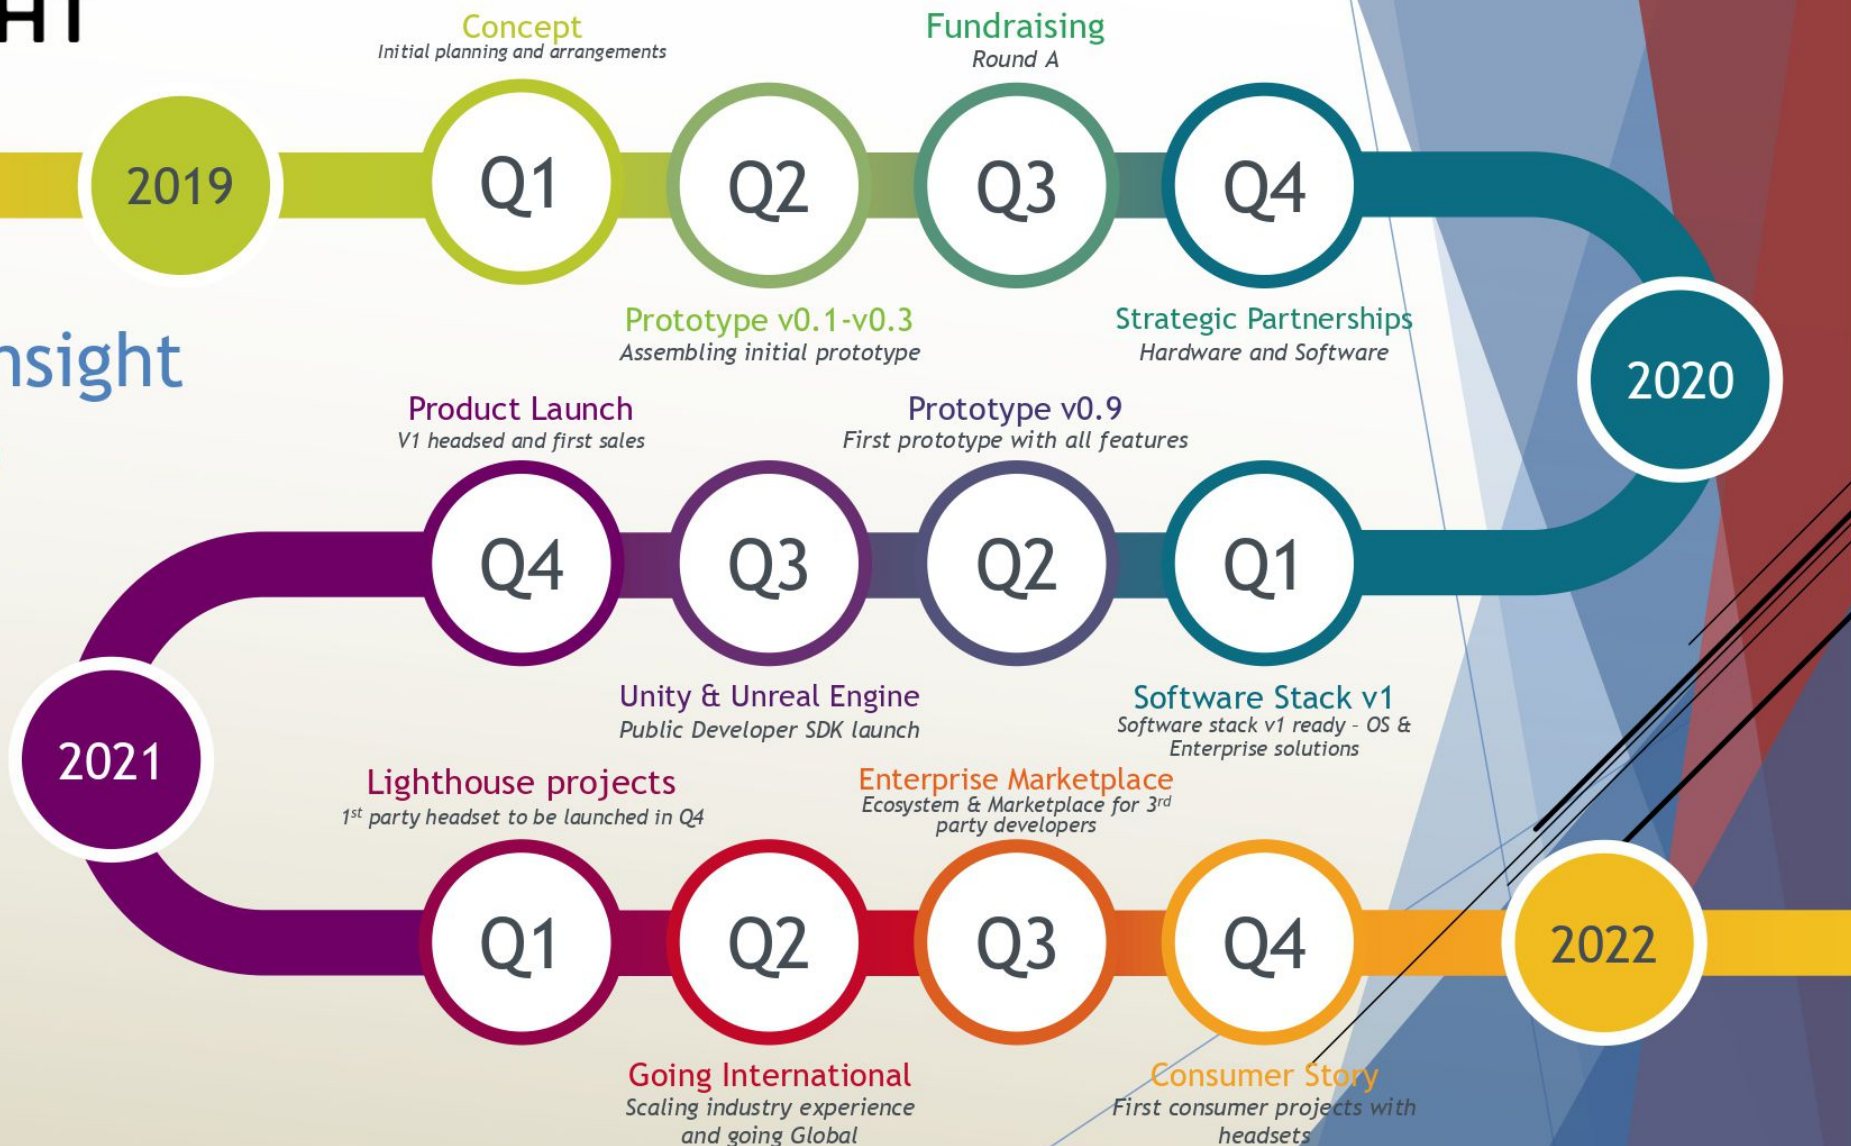 HT
Concept
Initial planning and arrangements
Fundraising
Round A
2019
Q1
Q2
Q3
Q4
Prototype v0.1-v0.3
Assembling initial prototype
Strategic Partnerships
Hardware and Software
nsight
2020
Product Launch
V1 headsed and first sales
Prototype v0.9
First prototype with all features
Q4
Q3
Q2
Q1
Unity & Unreal Engine
Public Developer SDK launch
Software Stack v1
Software stack v1 ready - OS &
Enterprise solutions
2021
Lighthouse projects
1st party headset to be launched in Q4
Enterprise Marketplace
Ecosystem & Marketplace for 3rd
party developers
Q1
Q2
Q3
Q4
2022
Going International
Scaling industry experience
and going Global
Consumer Story
First consumer projects with
headsets